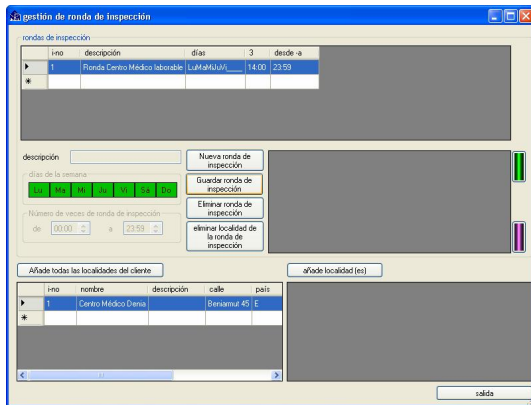 gestión de ronda de inspección
rondas de inspección
i-no descripción días 3 desde -a
1 Ronda Centro Médico laborable LuMaMiJuVi____ 14:00 23:59
descripción
Nueva ronda de inspección
días de la semana
Lu Ma Mi Ju Vi Sá Do
Guardar ronda de inspección
Número de veces de ronda de inspección
de 00:00 a 23:59
Eliminar ronda de inspección
eliminar localidad de la ronda de inspección
Añade todas las localidades del cliente
añade localidad (es)
i-no nombre descripción calle país
1 Centro Médico Denia Beniarmut 45 E
salida